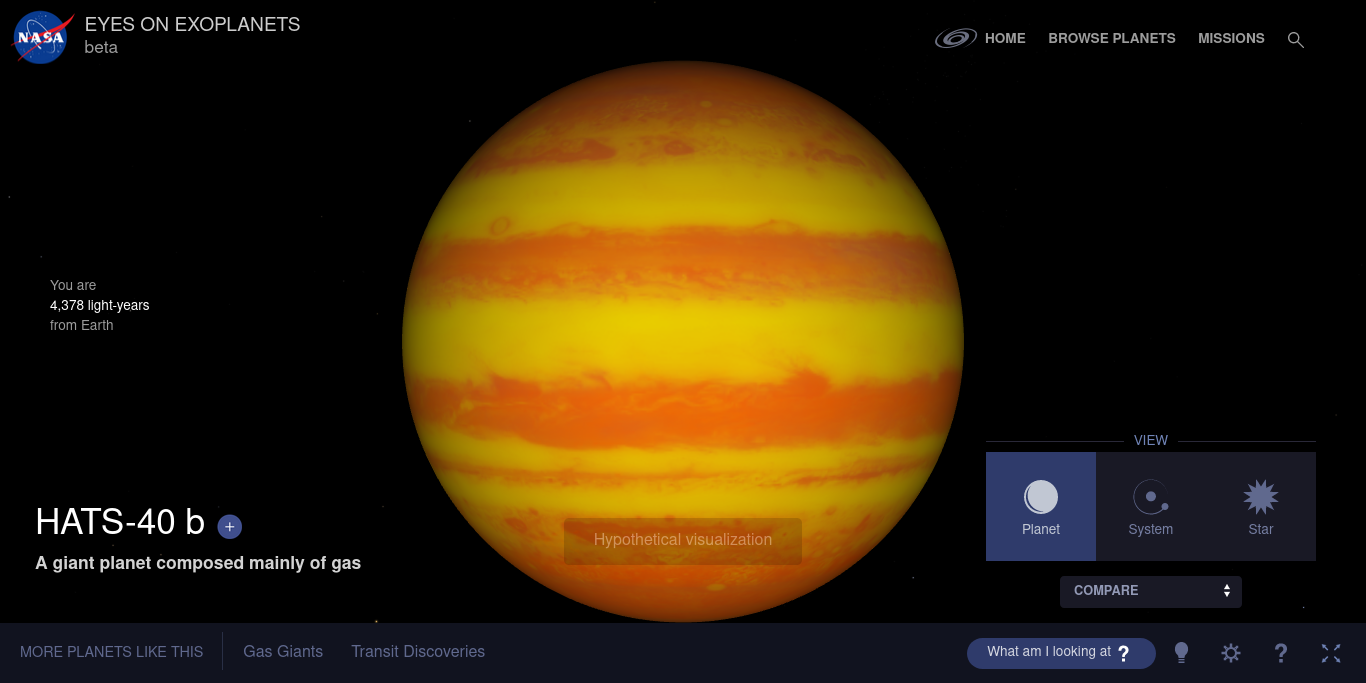 NASA
EYES ON EXOPLANETS
beta
HOME
BROWSE PLANETS
MISSIONS
You are
4,378 light-years
from Earth
VIEW
Planet
System
Star
HATS-40 b +
A giant planet composed mainly of gas
Hypothetical visualization
COMPARE
MORE PLANETS LIKE THIS
Gas Giants
Transit Discoveries
What am I looking at ?
?